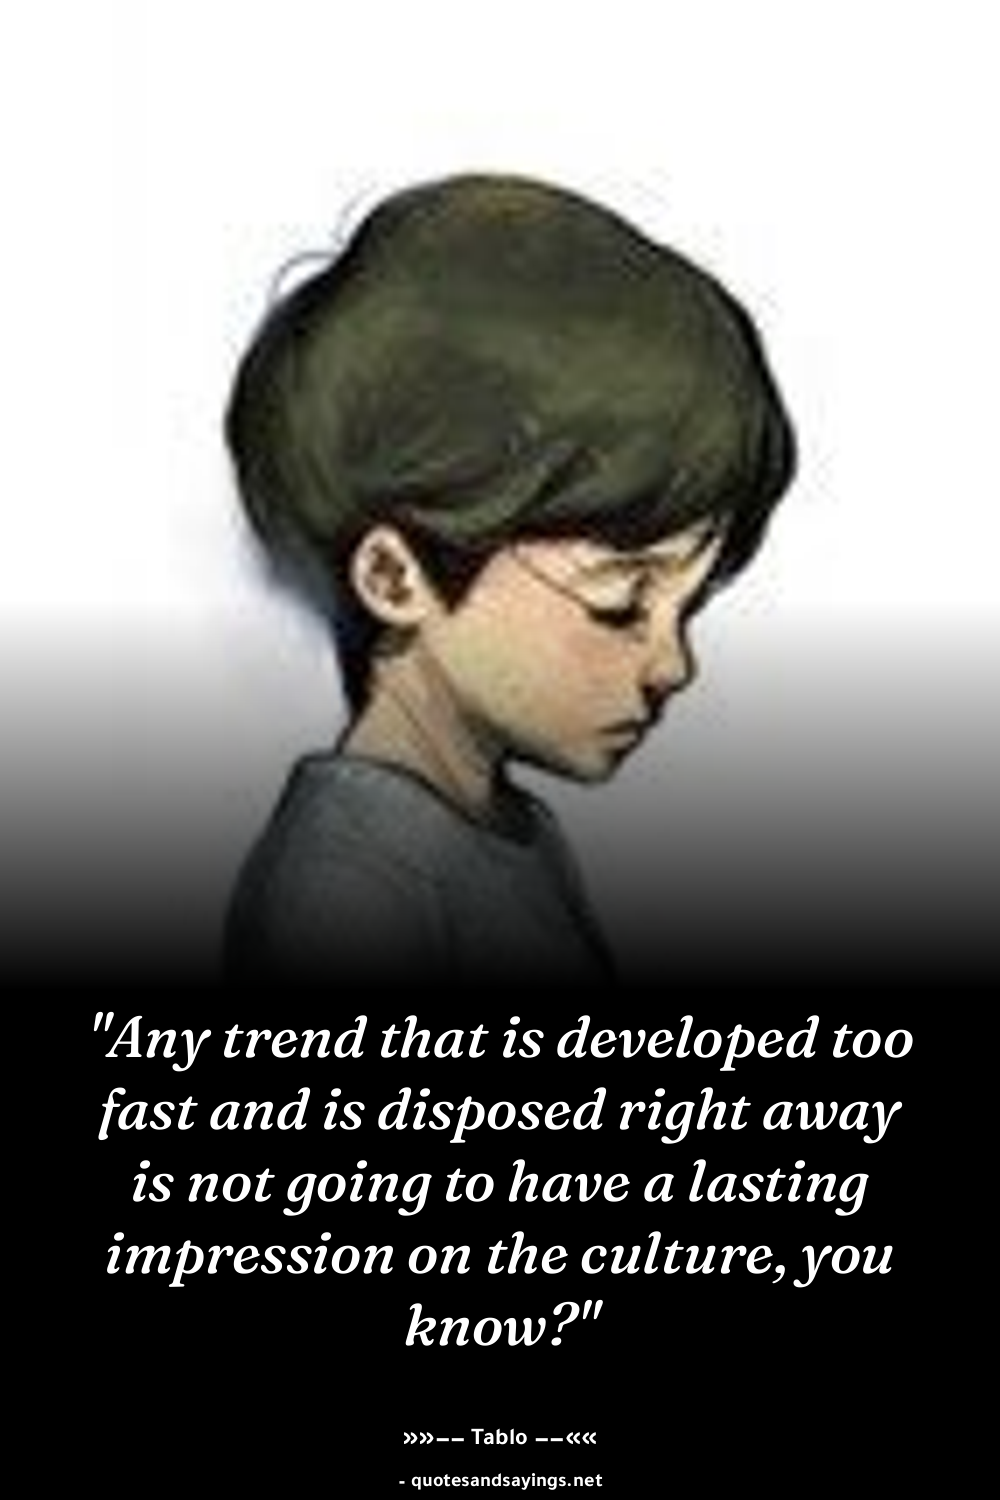 "Any trend that is developed too
fast and is disposed right away
is not going to have a lasting
impression on the culture, you
know?"
»»–– Tablo ––««
- quotesandsayings.net